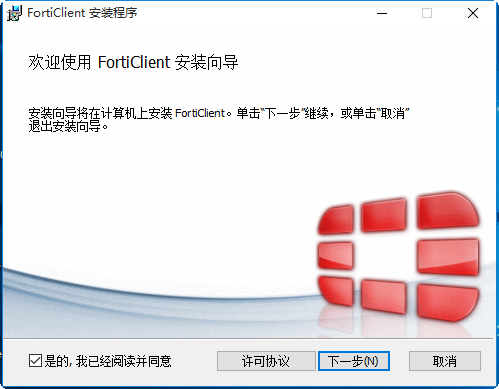 FortiClient 安装程序
欢迎使用 FortiClient 安装向导
安装向导将在计算机上安装 FortiClient。单击"下一步"继续，或单击"取消"
退出安装向导。
是的, 我已经阅读并同意
许可协议
下一步(N)
取消